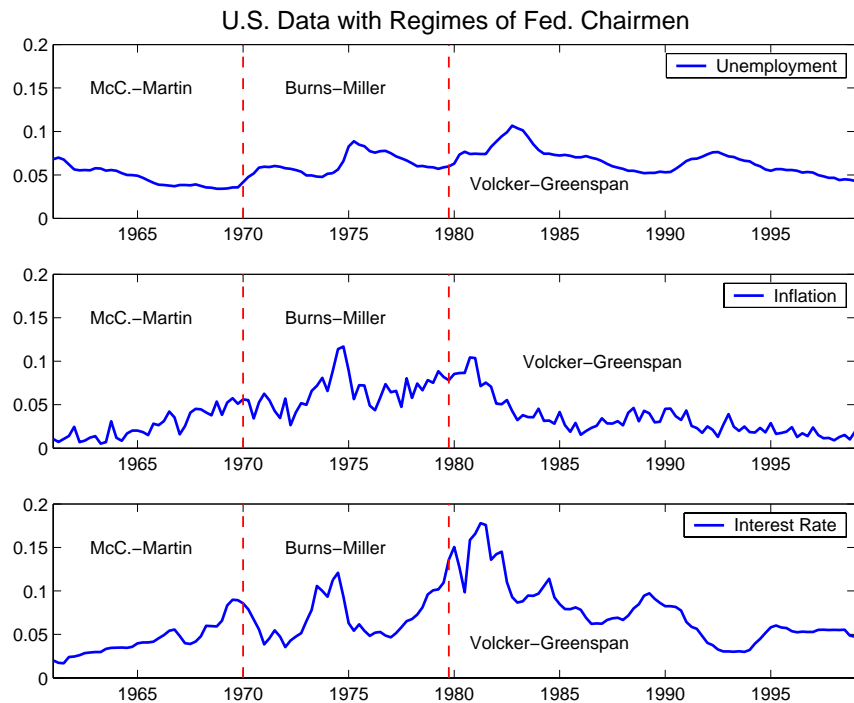 U.S. Data with Regimes of Fed. Chairmen
0.2
0.15
0.1
0.05
0
McC.−Martin
Burns−Miller
Volcker−Greenspan
Unemployment
1965 1970 1975 1980 1985 1990 1995
0.2
0.15
0.1
0.05
0
McC.−Martin
Burns−Miller
Volcker−Greenspan
Inflation
1965 1970 1975 1980 1985 1990 1995
0.2
0.15
0.1
0.05
0
McC.−Martin
Burns−Miller
Volcker−Greenspan
Interest Rate
1965 1970 1975 1980 1985 1990 1995